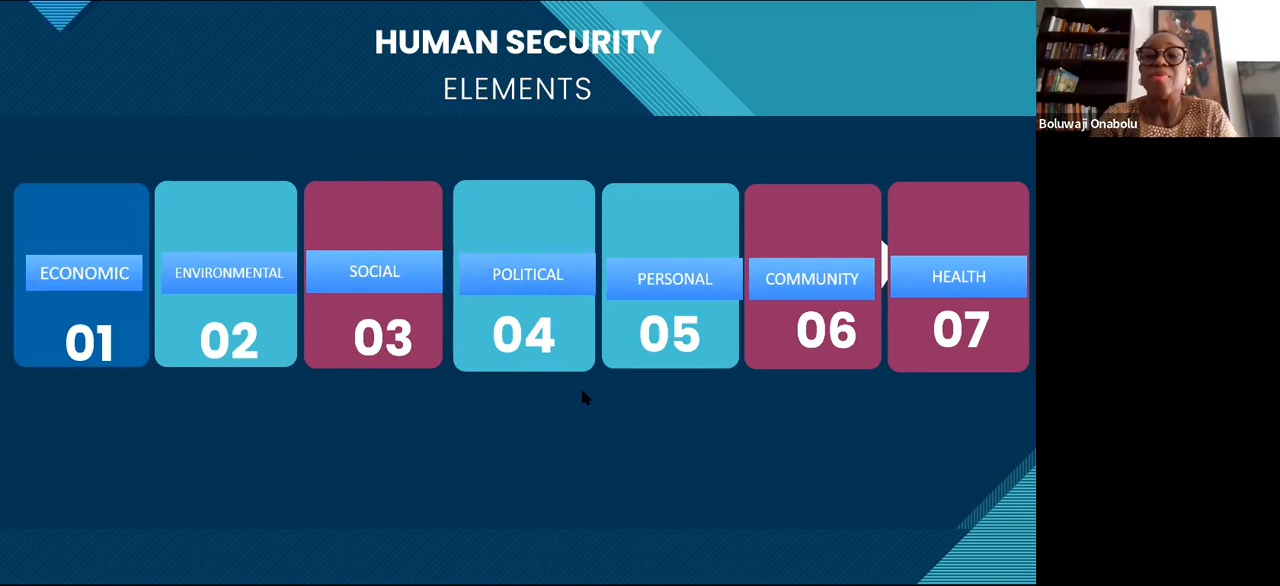 HUMAN SECURITY
ELEMENTS
ECONOMIC
01
ENVIRONMENTAL
02
SOCIAL
03
POLITICAL
04
PERSONAL
05
COMMUNITY
06
HEALTH
07
Boluwaji Onabolu